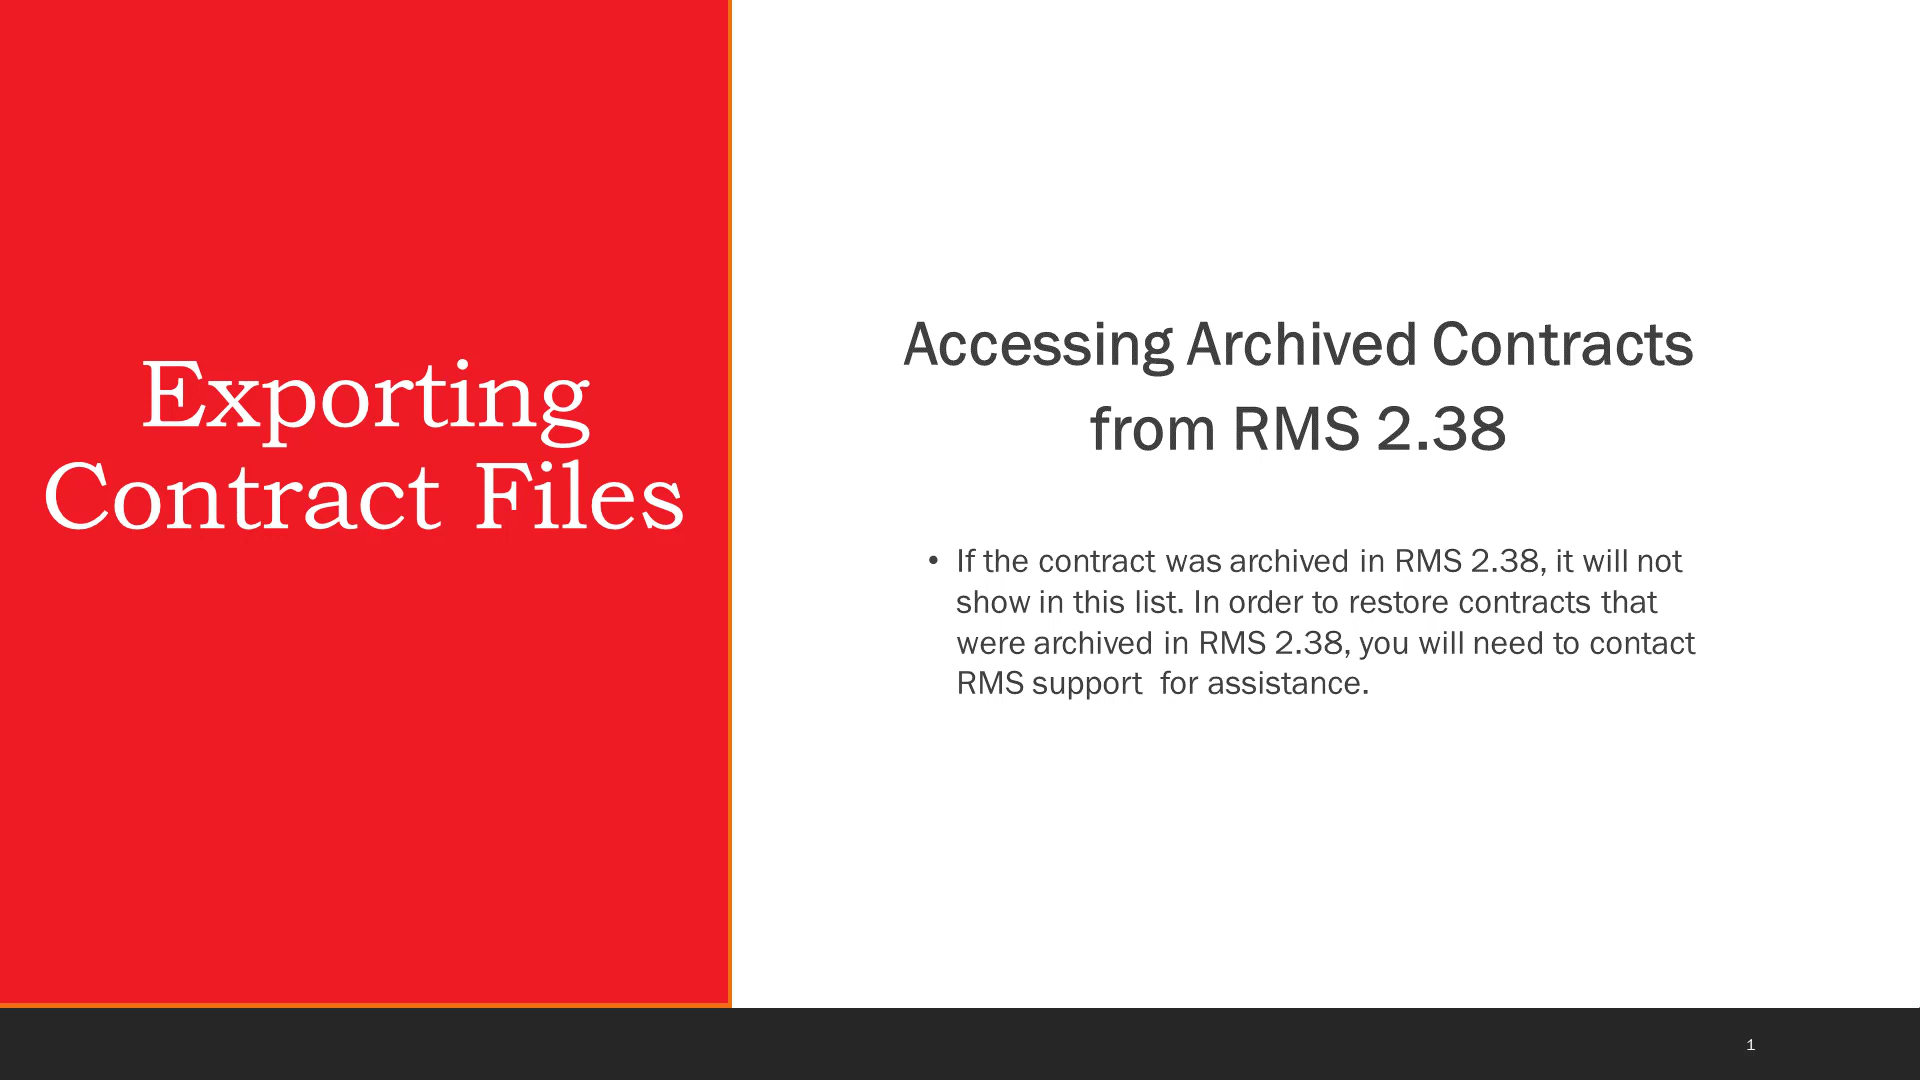 Exporting
Contract Files
Accessing Archived Contracts
from RMS 2.38
• If the contract was archived in RMS 2.38, it will not
show in this list. In order to restore contracts that
were archived in RMS 2.38, you will need to contact
RMS support  for assistance.
1